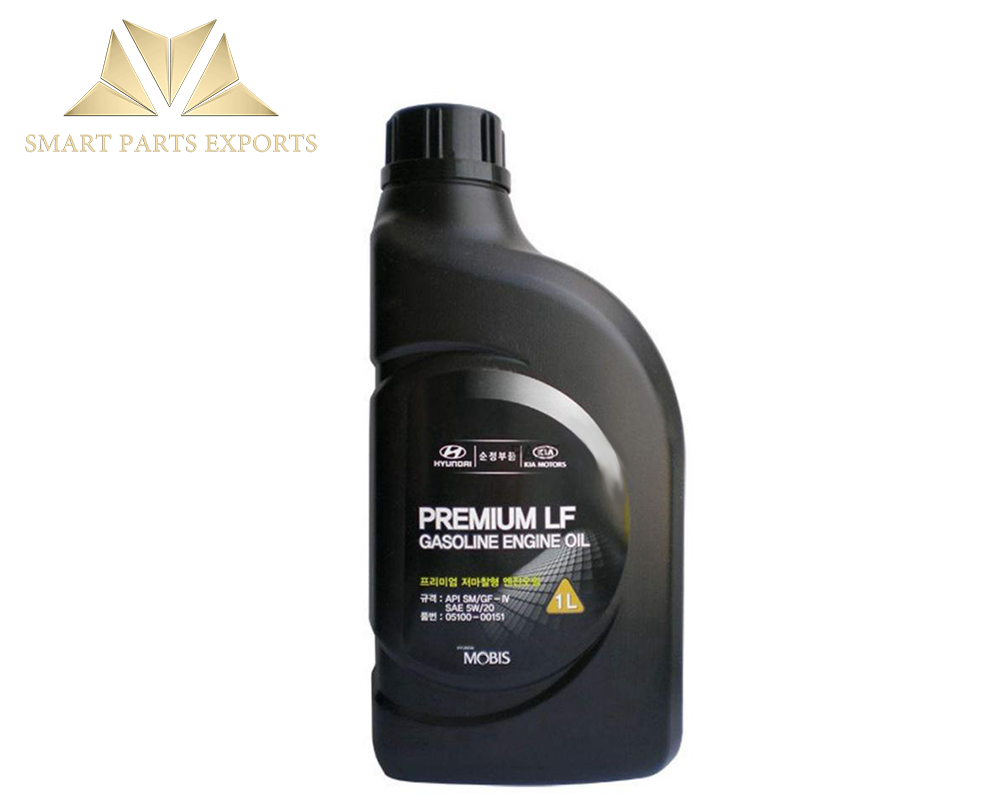 SMART PARTS EXPORTS
HYUNDAI
순정부품
KIA
KIA MOTORS
PREMIUM LF
GASOLINE ENGINE OIL
프리미엄 저마찰형 엔진오일
규격 : API SM/GF-IV
SAE 5W/20
품번 : 05100-00151
1L
MOBIS